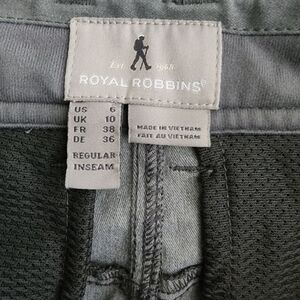 Est 1968
ROYAL ROBBINS®
US 6
UK 10
FR 38
DE 36
REGULAR
INSEAM
MADE IN VIETNAM
FAIT AU VIETNAM